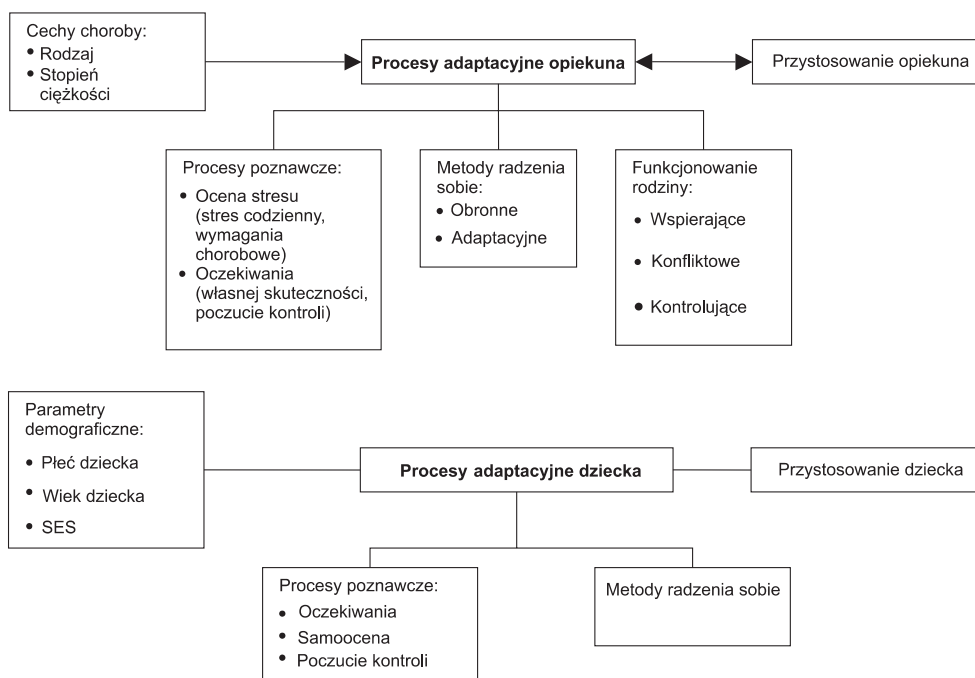 Cechy choroby:
• Rodzaj
• Stopień
ciężkości
Procesy adaptacyjne opiekuna
Przystosowanie opiekuna
Procesy poznawcze:
• Ocena stresu
(stres codzienny,
wymagania
chorobowe)
• Oczekiwania
(własnej skuteczności,
poczucie kontroli)
Metody radzenia
sobie:
• Obronne
• Adaptacyjne
Funkcjonowanie
rodziny:
• Wspierające
• Konfliktowe
• Kontrolujące
Parametry
demograficzne:
• Płeć dziecka
• Wiek dziecka
• SES
Procesy adaptacyjne dziecka
Przystosowanie dziecka
Procesy poznawcze:
• Oczekiwania
• Samoocena
• Poczucie kontroli
Metody radzenia sobie